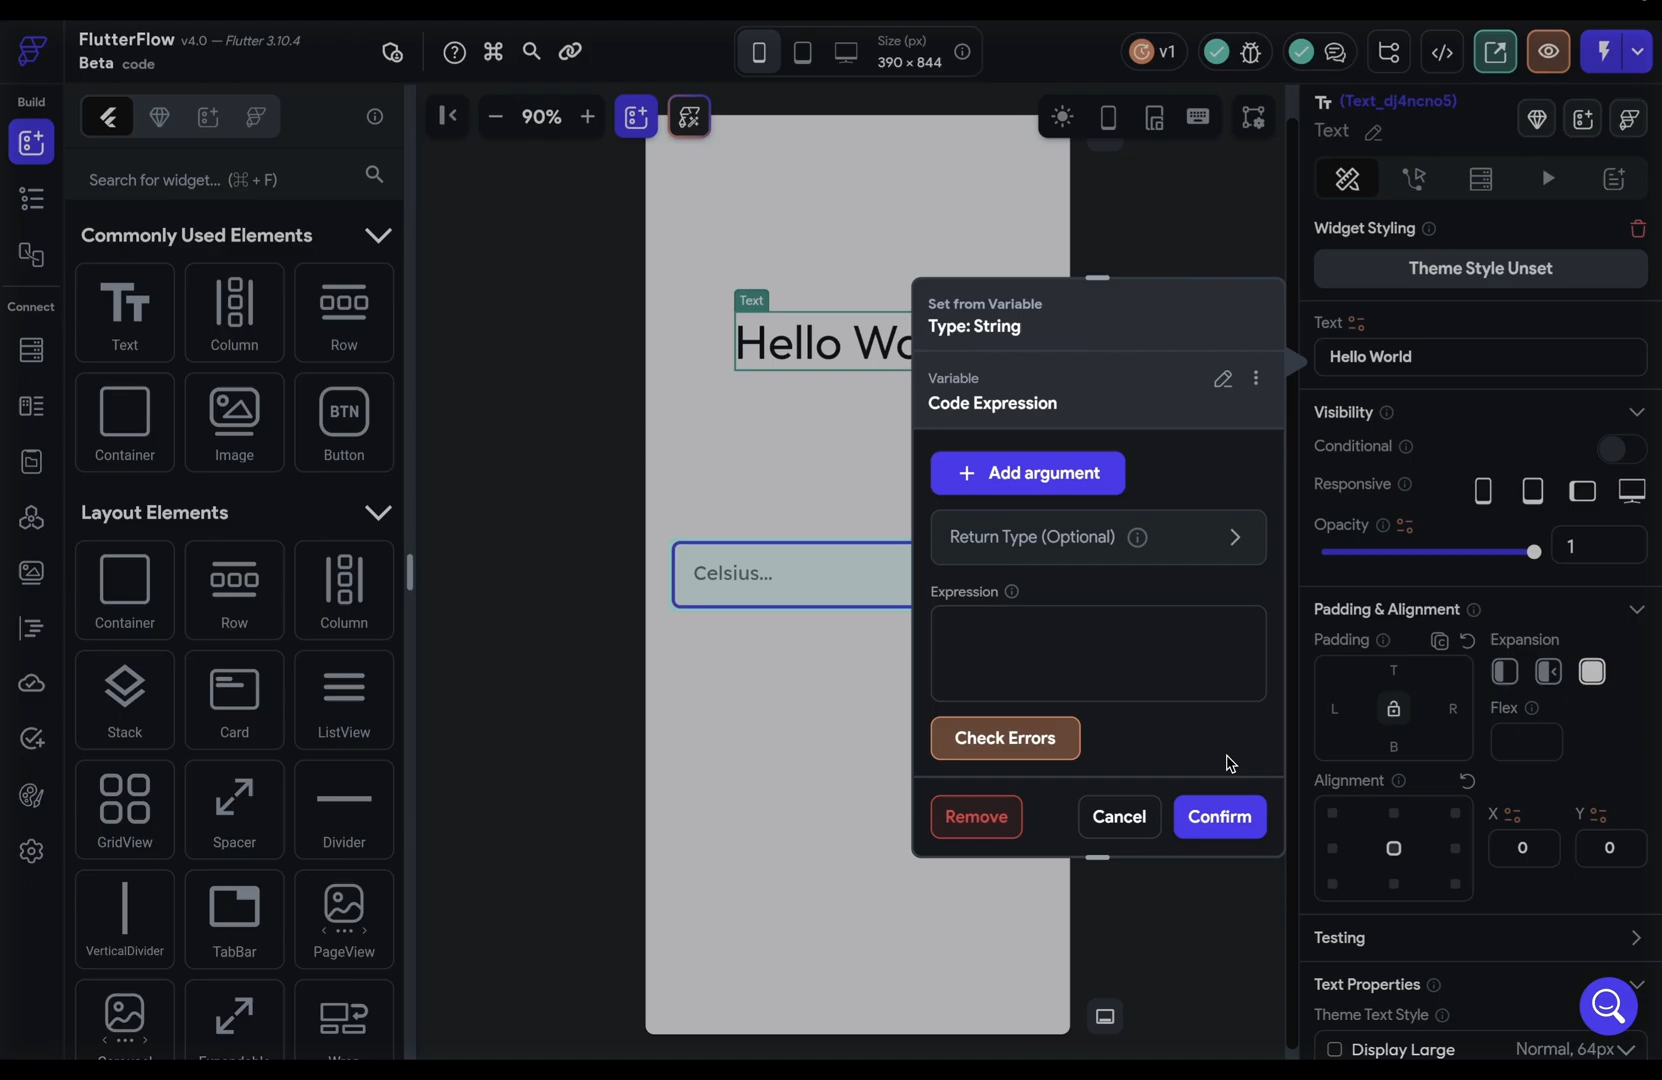 FlutterFlow v4.0 – Flutter 3.10.4
Beta code
90%
Size (px)
390 × 844
v1
Build
Connect
Search for widget... (⌘ + F)
Commonly Used Elements
Text
Column
Row
Container
Image
BTN
Button
Layout Elements
Container
Row
Column
Stack
Card
ListView
GridView
Spacer
Divider
VerticalDivider
TabBar
PageView
Text
Hello Wo
Celsius...
Set from Variable
Type: String
Variable
Code Expression
+ Add argument
Return Type (Optional)
Expression
Check Errors
Remove
Cancel
Confirm
Tт (Text_dj4ncno5)
Text
Widget Styling
Theme Style Unset
Text
Hello World
Visibility
Conditional
Responsive
Opacity
1
Padding & Alignment
Padding
Expansion
T
L
R
B
Flex
Alignment
X
Y
0
0
Testing
Text Properties
Theme Text Style
Display Large
Normal, 64px